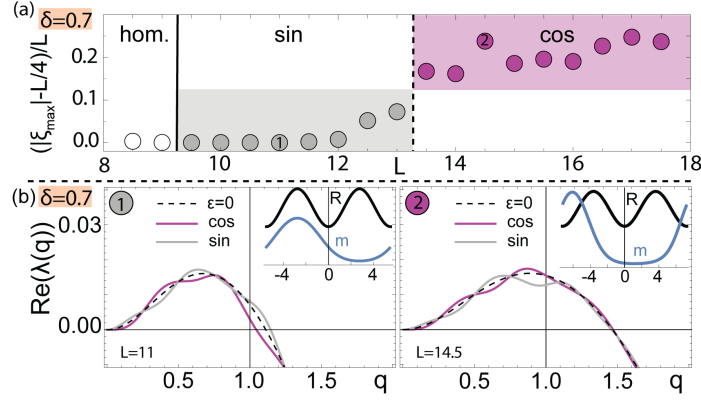 (a) δ=0.7
hom. sin cos
(|ξmax|-L/4)/L
0.2
0.1
0.0
1 2
8 10 12 L 14 16 18
(b) δ=0.7
Re(λ(q))
0.03
0.00
1
ε=0
cos
sin
R
m
-4 0 4
L=11
0.5 1.0 1.5 q
2
ε=0
cos
sin
R
m
-4 0 4
L=14.5
0.5 1.0 1.5 q